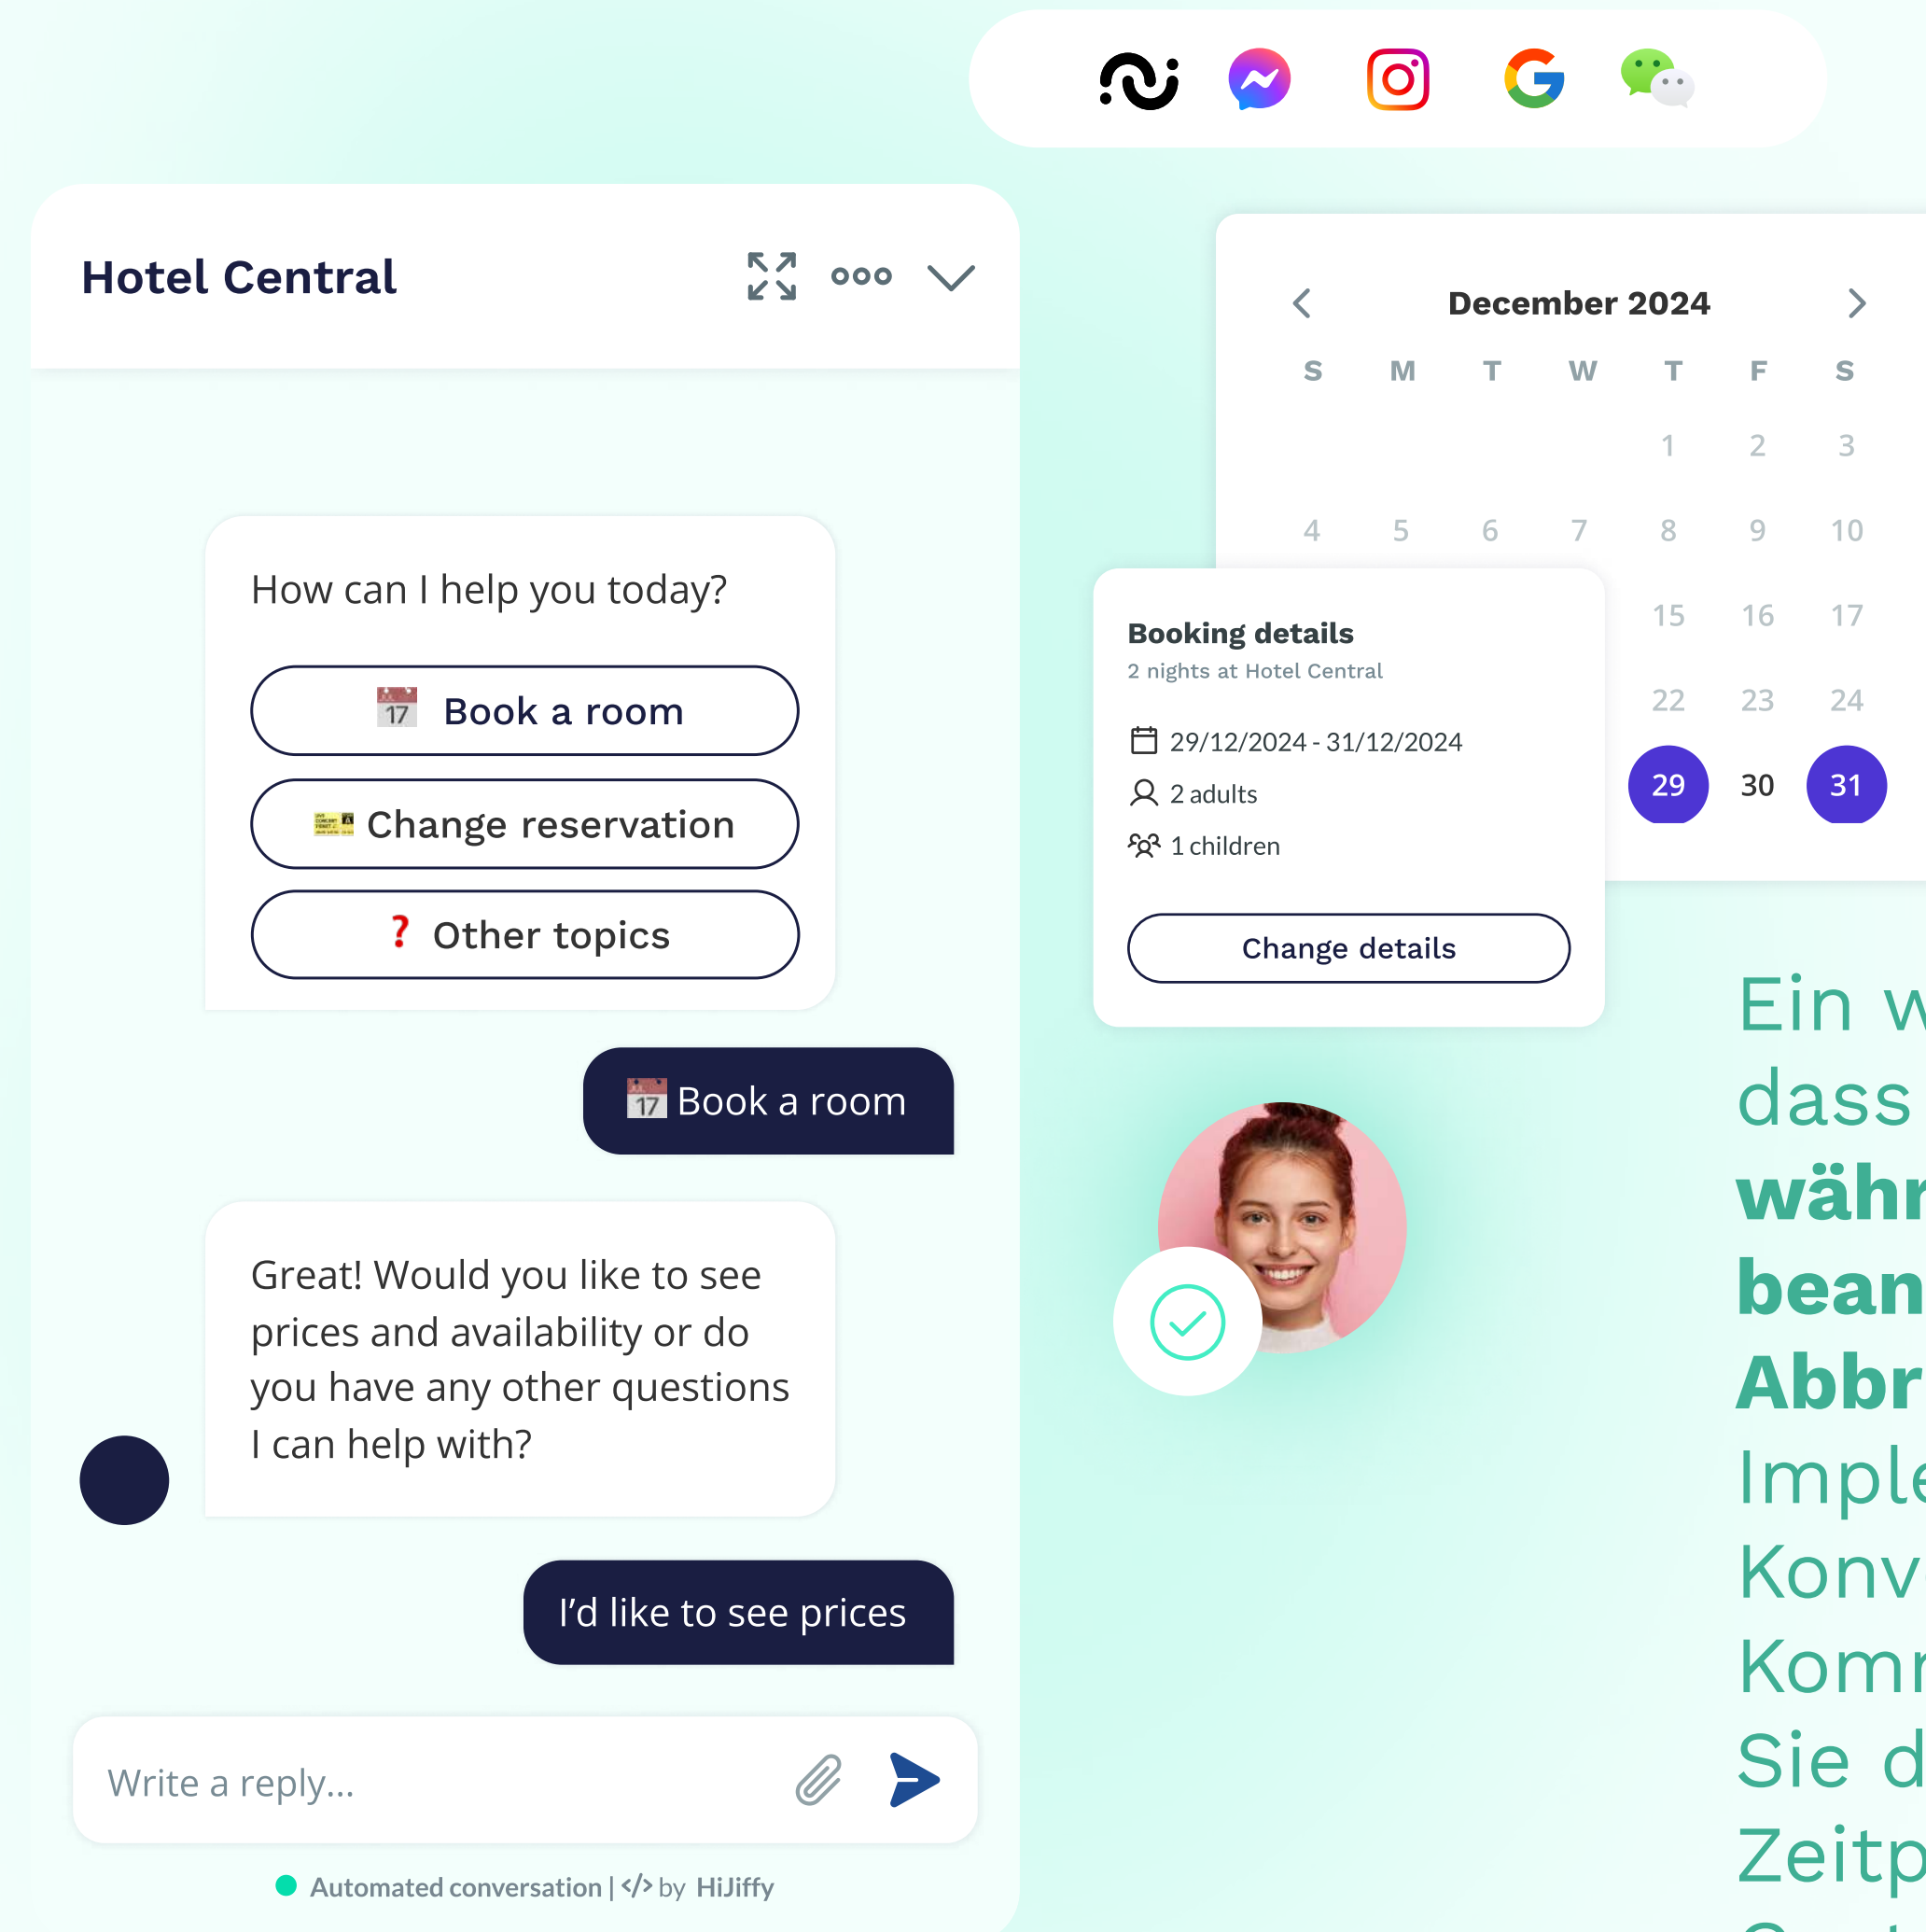 Hotel Central
How can I help you today?
17 Book a room
Change reservation
? Other topics
17 Book a room
Great! Would you like to see
prices and availability or do
you have any other questions
I can help with?
I’d like to see prices
Write a reply...
Automated conversation | </> by HiJiffy
December 2024
S M T W T F S
1 2 3
4 5 6 7 8 9 10
15 16 17
22 23 24
29 30 31
Booking details
2 nights at Hotel Central
29/12/2024 - 31/12/2024
2 adults
1 children
Change details
Ein
dass
Sie